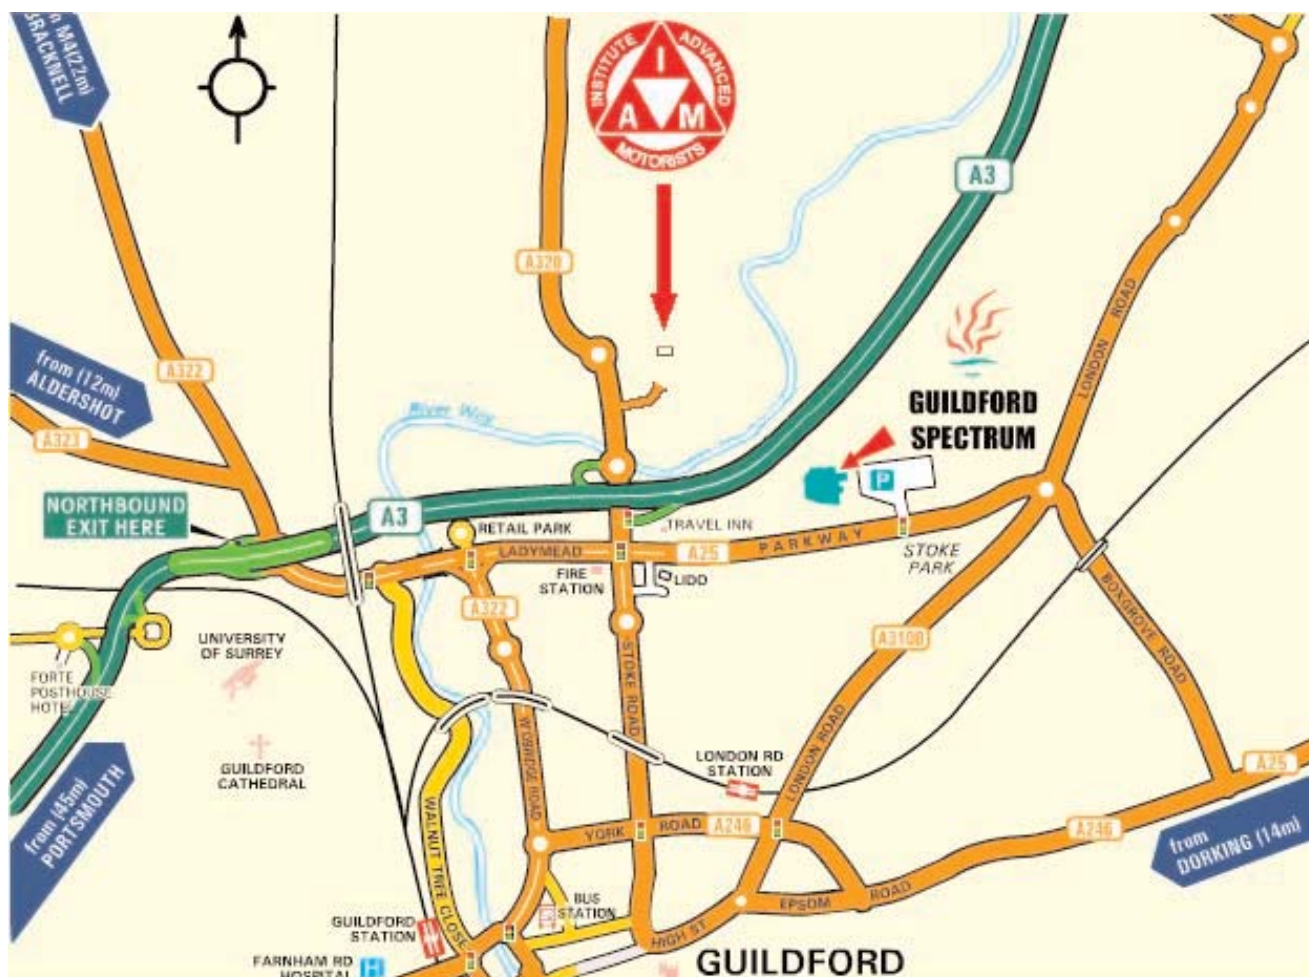 m M4(22m)
BRACKNELL
INSTITUTE
ADVANCED
MOTORISTS
I
A M
A3
A320
LONDON ROAD
A322
from (12m)
ALDERSHOT
A323
River Wey
GUILDFORD
SPECTRUM
P
NORTHBOUND
EXIT HERE
A3
RETAIL PARK
TRAVEL INN
LADYMEAD
A25
PARKWAY
STOKE
PARK
FIRE
STATION
LIDD
A322
BOXGROVE ROAD
A3100
UNIVERSITY
OF SURREY
FORTE
POSTHOUSE
HOTEL
STOKE ROAD
GUILDFORD
CATHEDRAL
WOBRIDGE ROAD
LONDON RD
STATION
LONDON ROAD
A25
from (45m)
PORTSMOUTH
WALNUT TREE CLOSE
YORK ROAD
A246
A246
from
DORKING (14m)
EPSOM ROAD
BUS
STATION
GUILDFORD
STATION
HIGH ST
FARNHAM RD
HOSPITAL
H
GUILDFORD